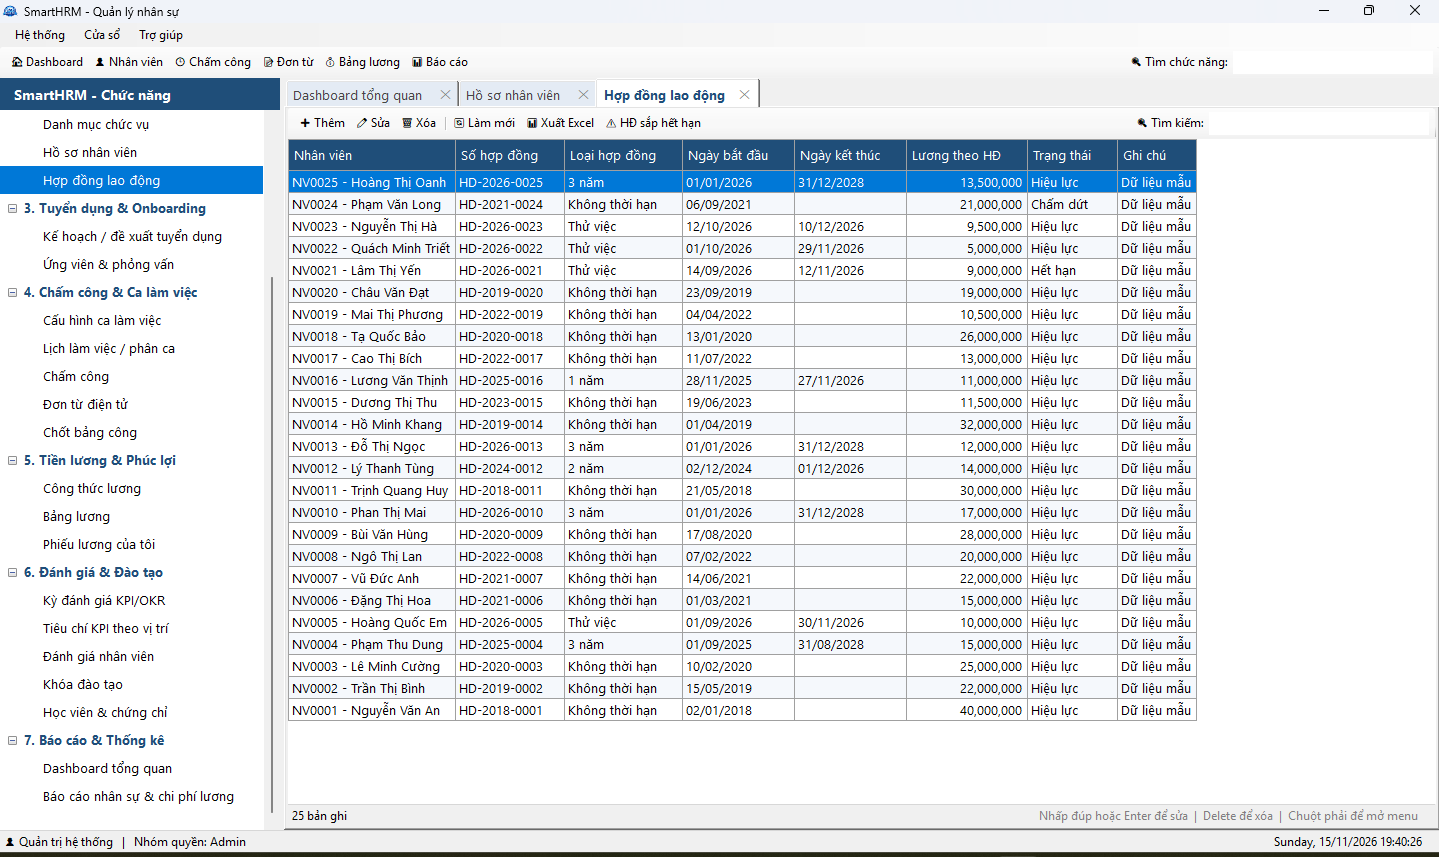 SmartHRM - Quản lý nhân sự
Hệ thống Cửa sổ Trợ giúp
Dashboard Nhân viên Chấm công Đơn từ Bảng lương Báo cáo Tìm chức năng:
SmartHRM - Chức năng
Danh mục chức vụ
Hồ sơ nhân viên
Hợp đồng lao động
3. Tuyển dụng & Onboarding
Kế hoạch / đề xuất tuyển dụng
Ứng viên & phỏng vấn
4. Chấm công & Ca làm việc
Cấu hình ca làm việc
Lịch làm việc / phân ca
Chấm công
Đơn từ điện tử
Chốt bảng công
5. Tiền lương & Phúc lợi
Công thức lương
Bảng lương
Phiếu lương của tôi
6. Đánh giá & Đào tạo
Kỳ đánh giá KPI/OKR
Tiêu chí KPI theo vị trí
Đánh giá nhân viên
Khóa đào tạo
Học viên & chứng chỉ
7. Báo cáo & Thống kê
Dashboard tổng quan
Báo cáo nhân sự & chi phí lương
Dashboard tổng quan Hồ sơ nhân viên Hợp đồng lao động
Thêm Sửa Xóa Làm mới Xuất Excel HĐ sắp hết hạn Tìm kiếm:
Nhân viên Số hợp đồng Loại hợp đồng Ngày bắt đầu Ngày kết thúc Lương theo HĐ Trạng thái Ghi chú
NV0025 - Hoàng Thị Oanh HD-2026-0025 3 năm 01/01/2026 31/12/2028 13,500,000 Hiệu lực Dữ liệu mẫu
NV0024 - Phạm Văn Long HD-2021-0024 Không thời hạn 06/09/2021 21,000,000 Chấm dứt Dữ liệu mẫu
NV0023 - Nguyễn Thị Hà HD-2026-0023 Thử việc 12/10/2026 10/12/2026 9,500,000 Hiệu lực Dữ liệu mẫu
NV0022 - Quách Minh Triết HD-2026-0022 Thử việc 01/10/2026 29/11/2026 5,000,000 Hiệu lực Dữ liệu mẫu
NV0021 - Lâm Thị Yến HD-2026-0021 Thử việc 14/09/2026 12/11/2026 9,000,000 Hết hạn Dữ liệu mẫu
NV0020 - Châu Văn Đạt HD-2019-0020 Không thời hạn 23/09/2019 19,000,000 Hiệu lực Dữ liệu mẫu
NV0019 - Mai Thị Phương HD-2022-0019 Không thời hạn 04/04/2022 10,500,000 Hiệu lực Dữ liệu mẫu
NV0018 - Tạ Quốc Bảo HD-2020-0018 Không thời hạn 13/01/2020 26,000,000 Hiệu lực Dữ liệu mẫu
NV0017 - Cao Thị Bích HD-2022-0017 Không thời hạn 11/07/2022 13,000,000 Hiệu lực Dữ liệu mẫu
NV0016 - Lương Văn Thịnh HD-2025-0016 1 năm 28/11/2025 27/11/2026 11,000,000 Hiệu lực Dữ liệu mẫu
NV0015 - Dương Thị Thu HD-2023-0015 Không thời hạn 19/06/2023 11,500,000 Hiệu lực Dữ liệu mẫu
NV0014 - Hồ Minh Khang HD-2019-0014 Không thời hạn 01/04/2019 32,000,000 Hiệu lực Dữ liệu mẫu
NV0013 - Đỗ Thị Ngọc HD-2026-0013 3 năm 01/01/2026 31/12/2028 12,000,000 Hiệu lực Dữ liệu mẫu
NV0012 - Lý Thanh Tùng HD-2024-0012 2 năm 02/12/2024 01/12/2026 14,000,000 Hiệu lực Dữ liệu mẫu
NV0011 - Trịnh Quang Huy HD-2018-0011 Không thời hạn 21/05/2018 30,000,000 Hiệu lực Dữ liệu mẫu
NV0010 - Phan Thị Mai HD-2026-0010 3 năm 01/01/2026 31/12/2028 17,000,000 Hiệu lực Dữ liệu mẫu
NV0009 - Bùi Văn Hùng HD-2020-0009 Không thời hạn 17/08/2020 28,000,000 Hiệu lực Dữ liệu mẫu
NV0008 - Ngô Thị Lan HD-2022-0008 Không thời hạn 07/02/2022 20,000,000 Hiệu lực Dữ liệu mẫu
NV0007 - Vũ Đức Anh HD-2021-0007 Không thời hạn 14/06/2021 22,000,000 Hiệu lực Dữ liệu mẫu
NV0006 - Đặng Thị Hoa HD-2021-0006 Không thời hạn 01/03/2021 15,000,000 Hiệu lực Dữ liệu mẫu
NV0005 - Hoàng Quốc Em HD-2026-0005 Thử việc 01/09/2026 30/11/2026 10,000,000 Hiệu lực Dữ liệu mẫu
NV0004 - Phạm Thu Dung HD-2025-0004 3 năm 01/09/2025 31/08/2028 15,000,000 Hiệu lực Dữ liệu mẫu
NV0003 - Lê Minh Cường HD-2020-0003 Không thời hạn 10/02/2020 25,000,000 Hiệu lực Dữ liệu mẫu
NV0002 - Trần Thị Bình HD-2019-0002 Không thời hạn 15/05/2019 22,000,000 Hiệu lực Dữ liệu mẫu
NV0001 - Nguyễn Văn An HD-2018-0001 Không thời hạn 02/01/2018 40,000,000 Hiệu lực Dữ liệu mẫu
25 bản ghi Nhấp đúp hoặc Enter để sửa | Delete để xóa | Chuột phải để mở menu
Quản trị hệ thống | Nhóm quyền: Admin Sunday, 15/11/2026 19:40:26